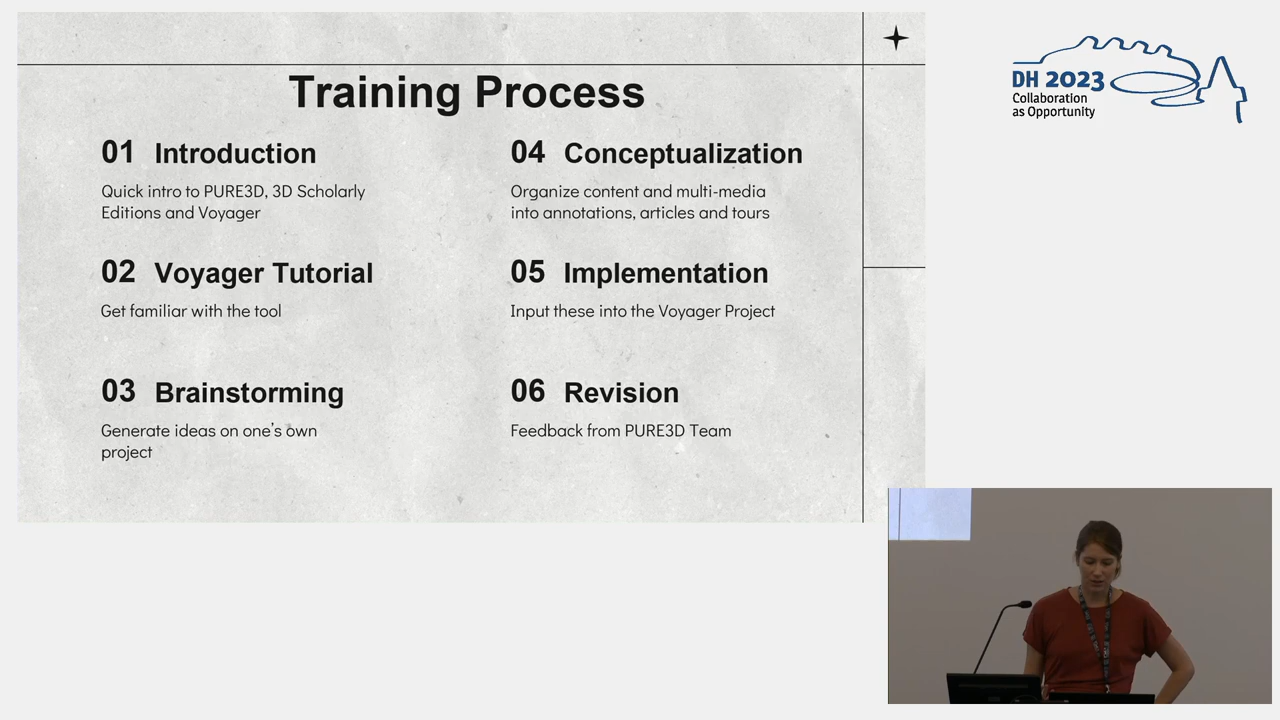 Training Process
01 Introduction
Quick intro to PURE3D, 3D Scholarly
Editions and Voyager
02 Voyager Tutorial
Get familiar with the tool
03 Brainstorming
Generate ideas on one's own
project
04 Conceptualization
Organize content and multi-media
into annotations, articles and tours
05 Implementation
Input these into the Voyager Project
06 Revision
Feedback from PURE3D Team
DH 2023
Collaboration
as Opportunity